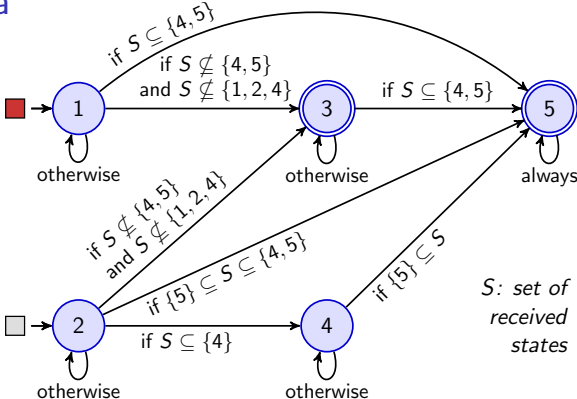 a
if S ⊆ {4,5}
if S ⊈ {4,5}
and S ⊈ {1,2,4}
if S ⊆ {4,5}
1
3
5
otherwise
otherwise
always
if S ⊈ {4,5}
and S ⊈ {1,2,4}
if {5} ⊆ S ⊆ {4,5}
if {5} ⊆ S
S: set of
received
states
2
4
if S ⊆ {4}
otherwise
otherwise